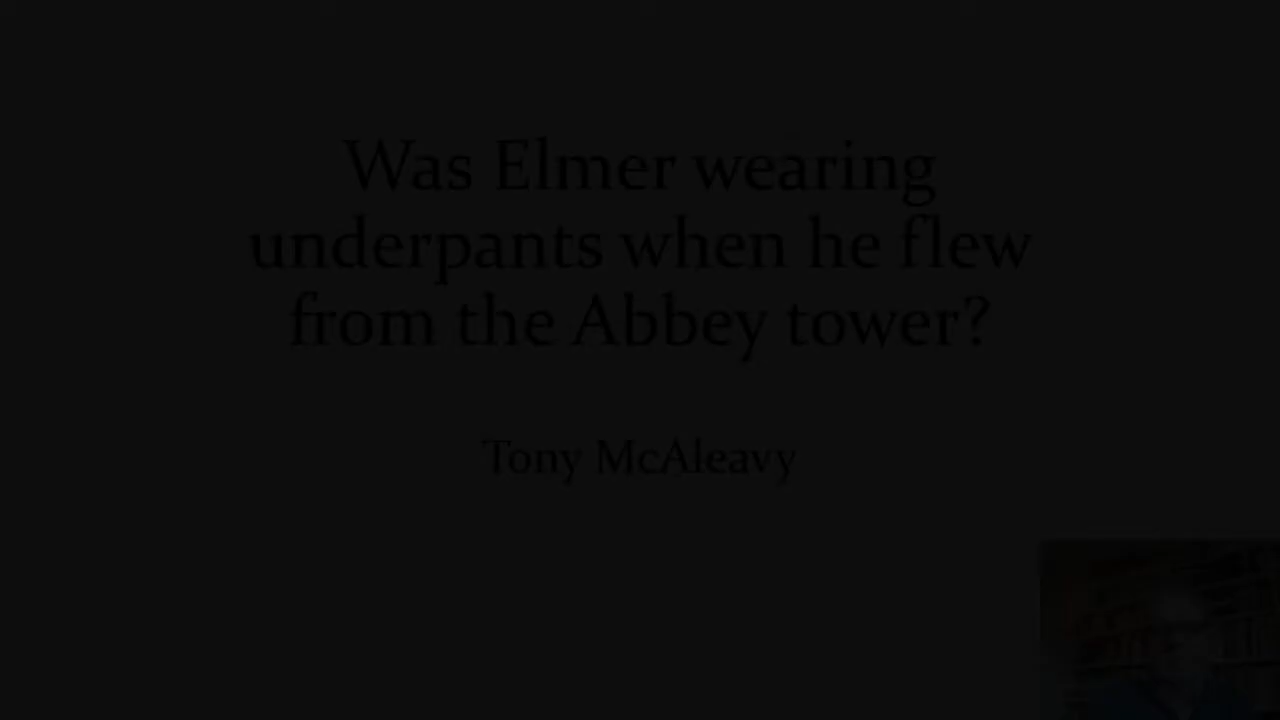 Was Elmer wearing
underpants when he flew
from the Abbey tower?
Tony McAleavy